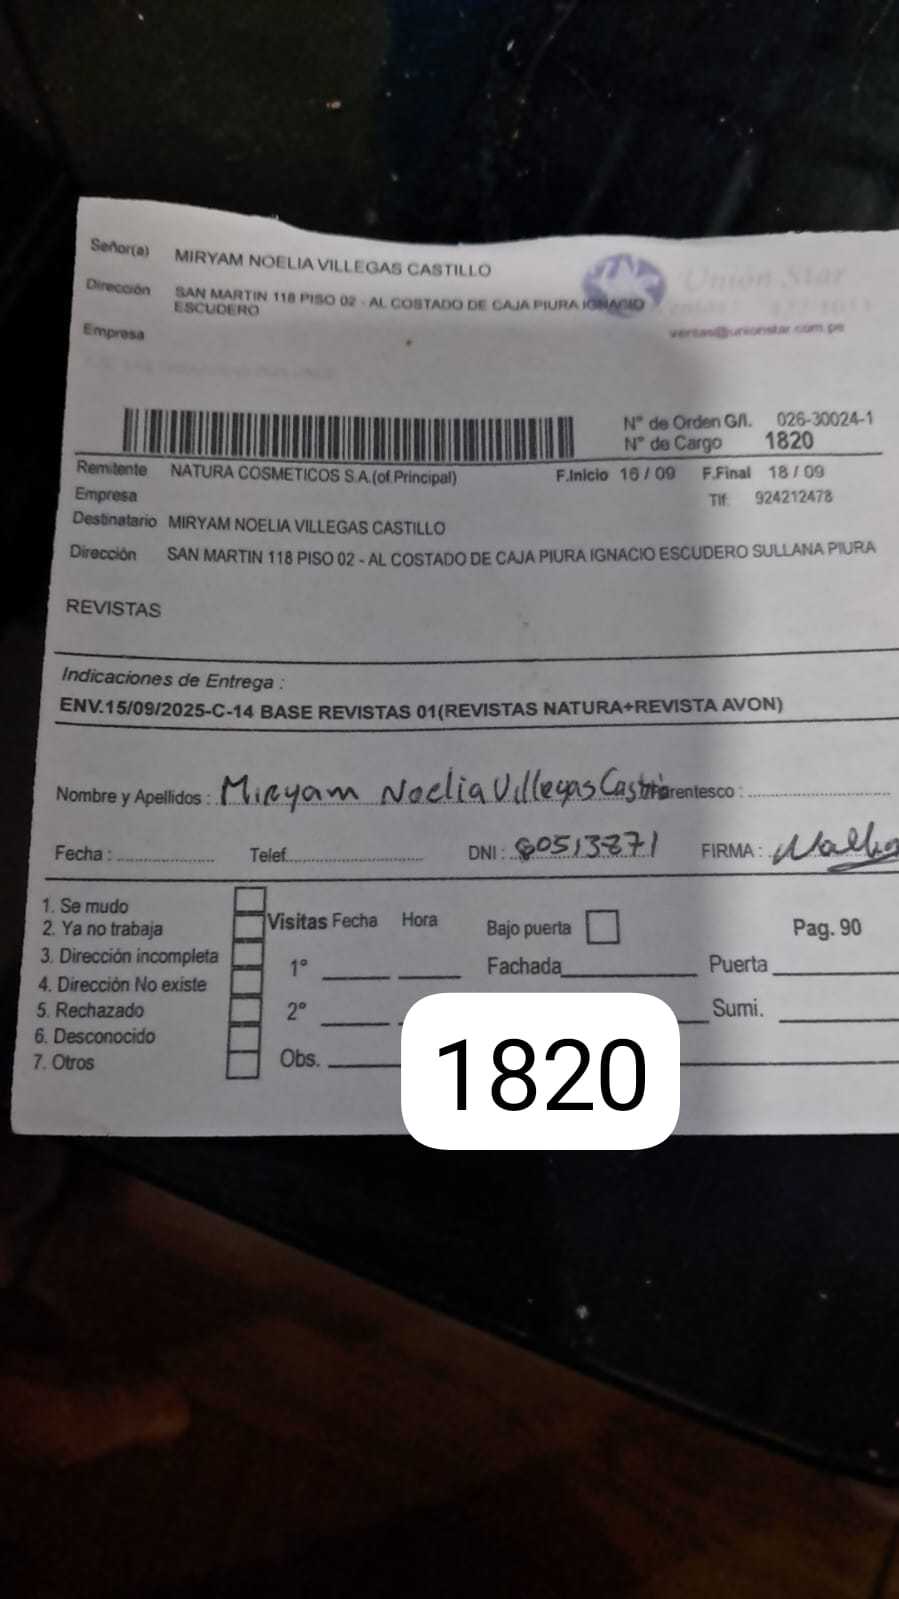 Señor(a) MIRYAM NOELIA VILLEGAS CASTILLO
Dirección SAN MARTIN 118 PISO 02 - AL COSTADO DE CAJA PIURA IGNACIO
ESCUDERO
Empresa
Unión Star
ventas@unionstar.com.pe
N° de Orden G/I. 026-30024-1
N° de Cargo 1820
Remitente NATURA COSMETICOS S.A.(of.Principal) F.Inicio 16 / 09 F.Final 18 / 09
Empresa Tlf: 924212478
Destinatario MIRYAM NOELIA VILLEGAS CASTILLO
Dirección SAN MARTIN 118 PISO 02 - AL COSTADO DE CAJA PIURA IGNACIO ESCUDERO SULLANA PIURA
REVISTAS
Indicaciones de Entrega :
ENV.15/09/2025-C-14 BASE REVISTAS 01(REVISTAS NATURA+REVISTA AVON)
Nombre y Apellidos : Miryam Noelia Villegas Castillo Parentesco :
Fecha : Telef. DNI : 80513871 FIRMA :
1. Se mudo
2. Ya no trabaja
3. Dirección incompleta
4. Dirección No existe
5. Rechazado
6. Desconocido
7. Otros
Visitas Fecha Hora
1°
2°
Obs.
Bajo puerta
Fachada
Pag. 90
Puerta
Sumi.
1820